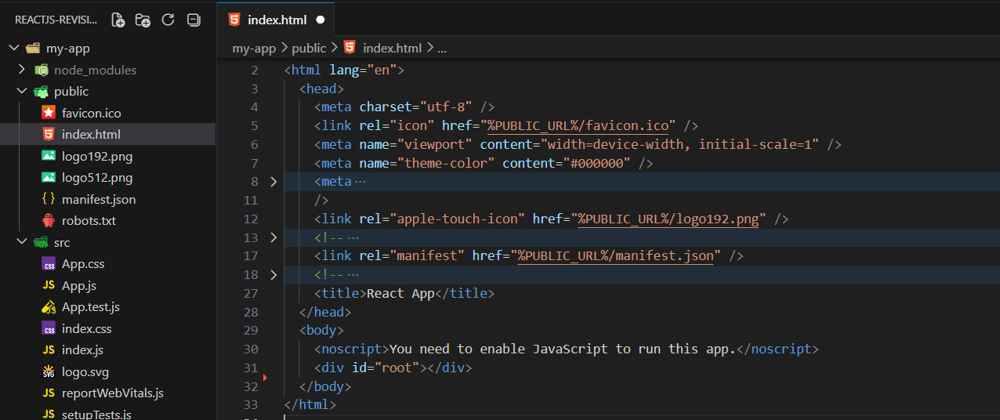 REACTJS-REVISI...
my-app
node_modules
public
favicon.ico
index.html
logo192.png
logo512.png
manifest.json
robots.txt
src
App.css
App.js
App.test.js
index.css
index.js
logo.svg
reportWebVitals.js
setupTests.js
index.html
my-app > public > index.html > ...
2 <html lang="en">
3 <head>
4 <meta charset="utf-8" />
5 <link rel="icon" href="%PUBLIC_URL%/favicon.ico" />
6 <meta name="viewport" content="width=device-width, initial-scale=1" />
7 <meta name="theme-color" content="#000000" />
8 <meta ...
11 />
12 <link rel="apple-touch-icon" href="%PUBLIC_URL%/logo192.png" />
13 <!-- ...
17 <link rel="manifest" href="%PUBLIC_URL%/manifest.json" />
18 <!-- ...
27 <title>React App</title>
28 </head>
29 <body>
30 <noscript>You need to enable JavaScript to run this app.</noscript>
31 <div id="root"></div>
32 </body>
33 </html>